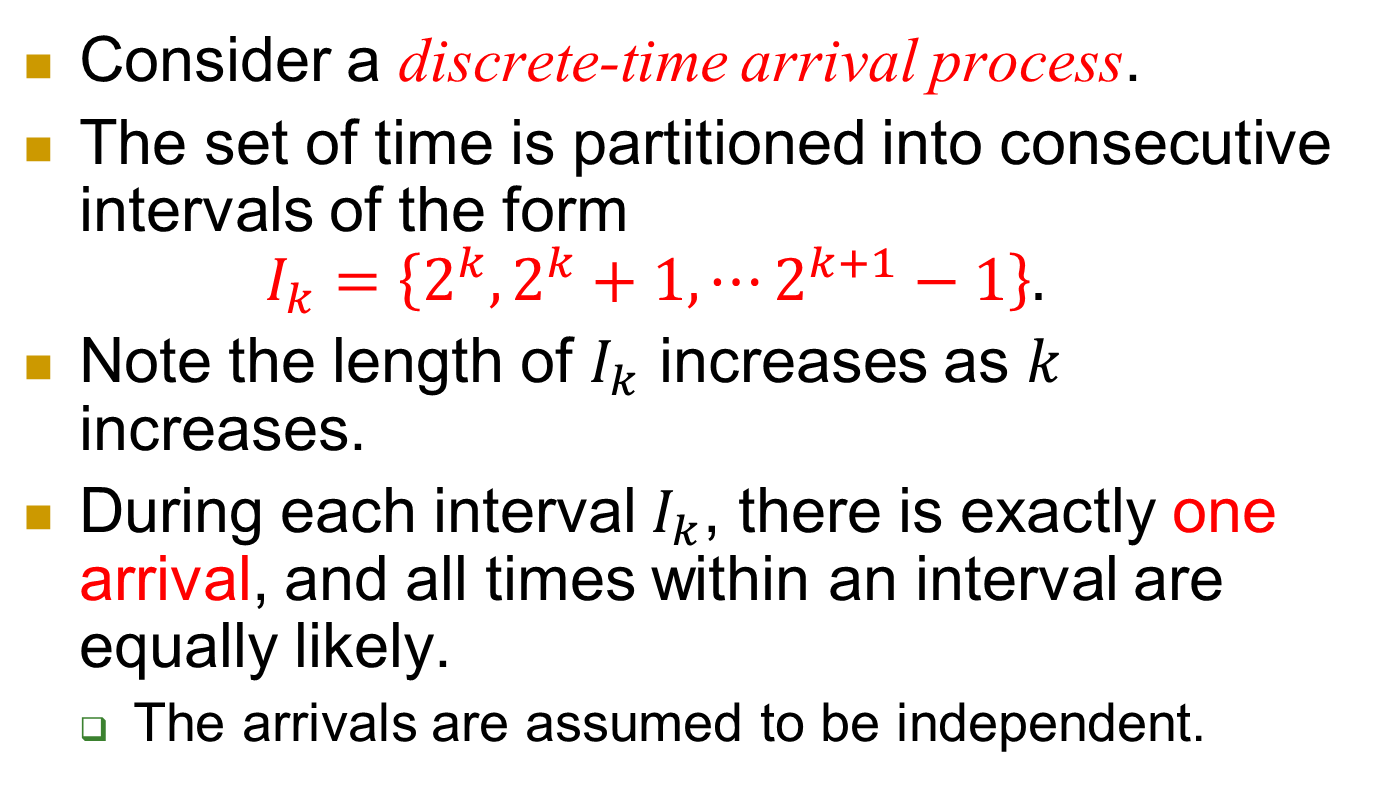 Consider a discrete-time arrival process.
The set of time is partitioned into consecutive
intervals of the form
$I_k = \{2^k, 2^k + 1, \cdots 2^{k+1} - 1\}$.
Note the length of $I_k$ increases as $k$
increases.
During each interval $I_k$, there is exactly one
arrival, and all times within an interval are
equally likely.
The arrivals are assumed to be independent.